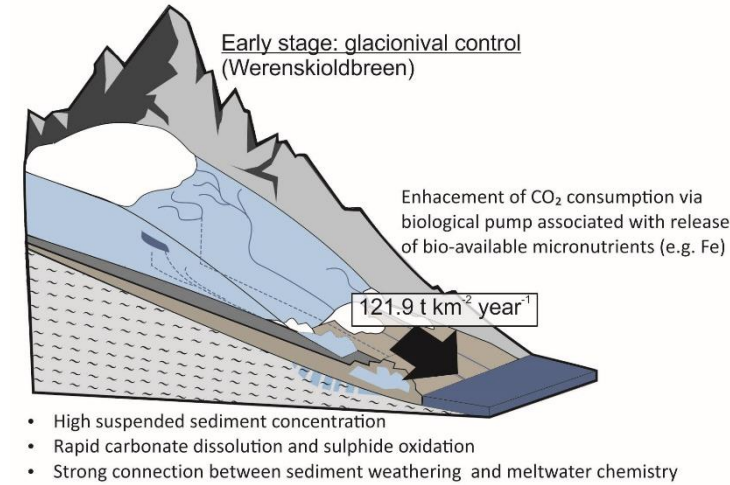 Early stage: glacionival control
(Werenskioldbreen)
Enhacement of CO₂ consumption via
biological pump associated with release
of bio-available micronutrients (e.g. Fe)
121.9 t km⁻² year⁻¹
• High suspended sediment concentration
• Rapid carbonate dissolution and sulphide oxidation
• Strong connection between sediment weathering and meltwater chemistry